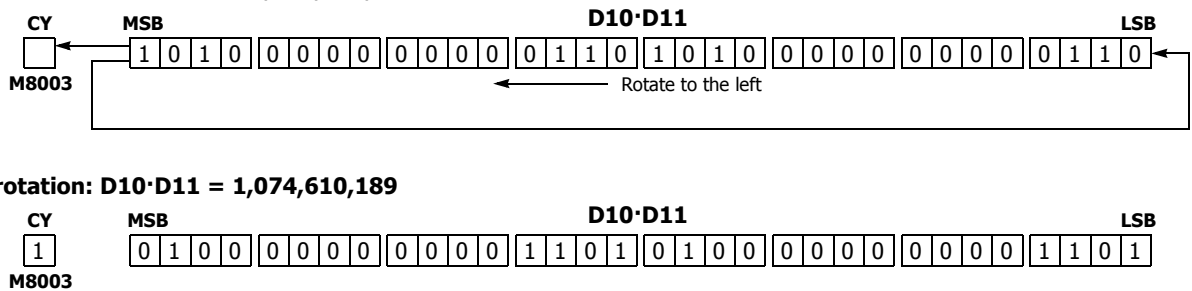 CY MSB D10·D11 LSB
1 0 1 0 0 0 0 0 0 0 0 0 0 1 1 0 1 0 1 0 0 0 0 0 0 0 0 0 0 1 1 0
M8003 Rotate to the left
rotation: D10·D11 = 1,074,610,189
CY MSB D10·D11 LSB
1 0 1 0 0 0 0 0 0 0 0 0 0 1 1 0 1 0 1 0 0 0 0 0 0 0 0 0 0 1 1 0 1
M8003